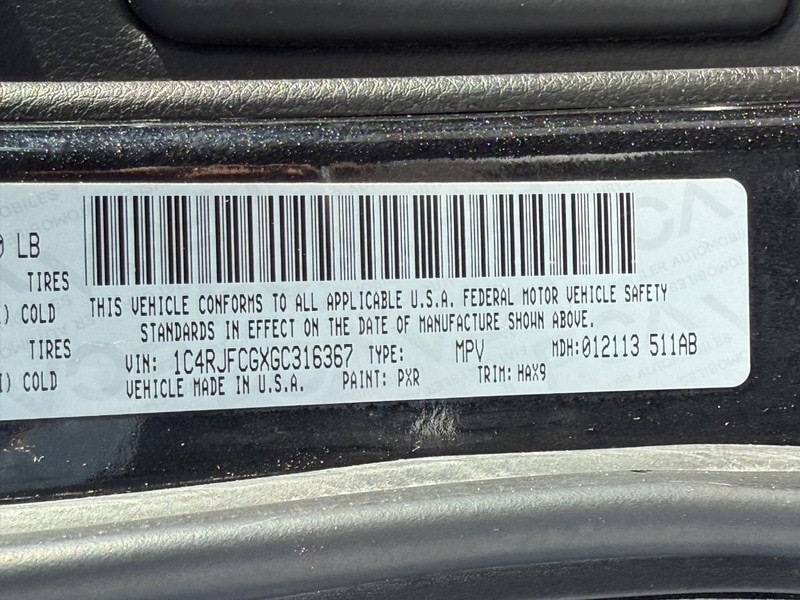 LB
TIRES
COLD
TIRES
COLD
THIS VEHICLE CONFORMS TO ALL APPLICABLE U.S.A. FEDERAL MOTOR VEHICLE SAFETY
STANDARDS IN EFFECT ON THE DATE OF MANUFACTURE SHOWN ABOVE.
VIN: 1C4RJFCGXGC316367 TYPE: MPV MDH:012113 511AB
VEHICLE MADE IN U.S.A. PAINT: PXR TRIM: HAX9